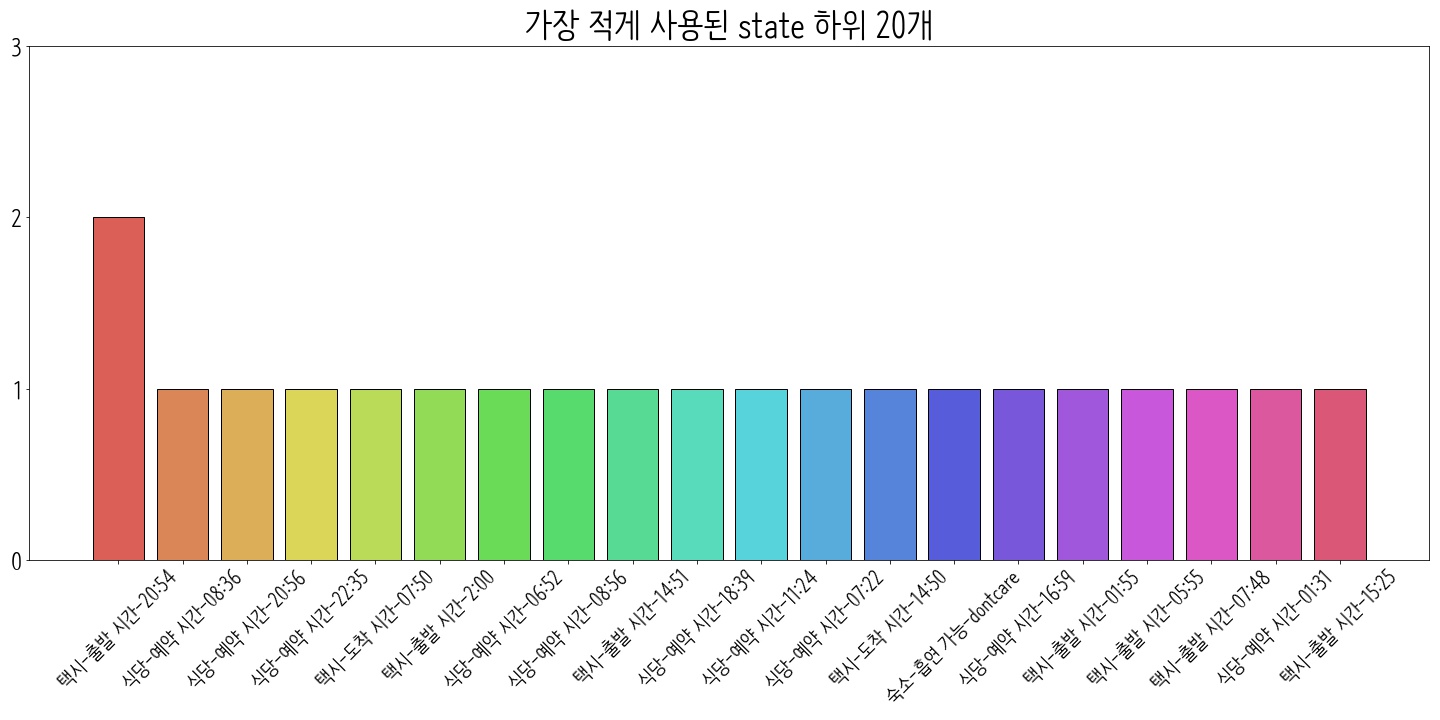 가장 적게 사용된 state 하위 20개
3
2
1
0
택시-출발 시간-20:54
식당-예약 시간-08:36
식당-예약 시간-20:56
식당-예약 시간-22:35
택시-도착 시간-07:50
택시-출발 시간-2:00
식당-예약 시간-06:52
식당-예약 시간-08:56
택시-출발 시간-14:51
식당-예약 시간-18:39
식당-예약 시간-11:24
식당-예약 시간-07:22
택시-도착 시간-14:50
숙소-흡연 가능-dontcare
식당-예약 시간-16:59
택시-출발 시간-01:55
택시-출발 시간-05:55
택시-출발 시간-07:48
식당-예약 시간-01:31
택시-출발 시간-15:25